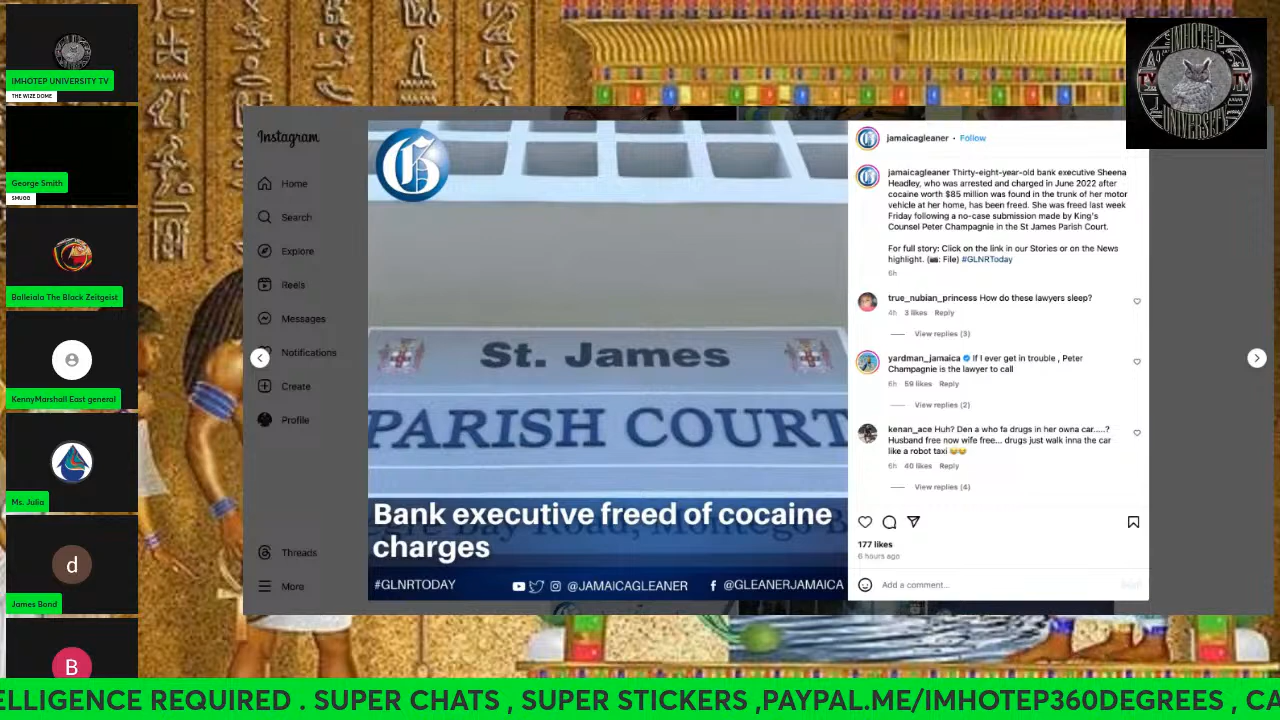 IMHOTEP UNIVERSITY TV
THE WIZE DOME
George Smith
SMUGG
Balleiala The Black Zeitgeist
KennyMarshall East general
Ms. Julia
d
James Bond
B
IMHOTEP
TV TV
UNIVERSITY
Instagram
Home
Search
Explore
Reels
Messages
Notifications
Create
Profile
Threads
More
G
St. James
PARISH COURT
Bank executive freed of cocaine
charges
#GLNRTODAY
@JAMAICAGLEANER
@GLEANERJAMAICA
jamaicagleaner • Follow
jamaicagleaner Thirty-eight-year-old bank executive Sheena
Headley, who was arrested and charged in June 2022 after
cocaine worth $85 million was found in the trunk of her motor
vehicle at her home, has been freed. She was freed last week
Friday following a no-case submission made by King's
Counsel Peter Champagnie in the St James Parish Court.
For full story: Click on the link in our Stories or on the News
highlight. (📷: File) #GLNRToday
6h
true_nubian_princess How do these lawyers sleep?
4h 3 likes Reply
View replies (3)
yardman_jamaica If I ever get in trouble , Peter
Champagnie is the lawyer to call
6h 59 likes Reply
View replies (2)
kenan_ace Huh? Den a who fa drugs in her owna car.....?
Husband free now wife free... drugs just walk inna the car
like a robot taxi 😂😂
6h 40 likes Reply
View replies (4)
177 likes
6 hours ago
Add a comment...
ELLIGENCE REQUIRED . SUPER CHATS , SUPER STICKERS ,PAYPAL.ME/IMHOTEP360DEGREES , CA